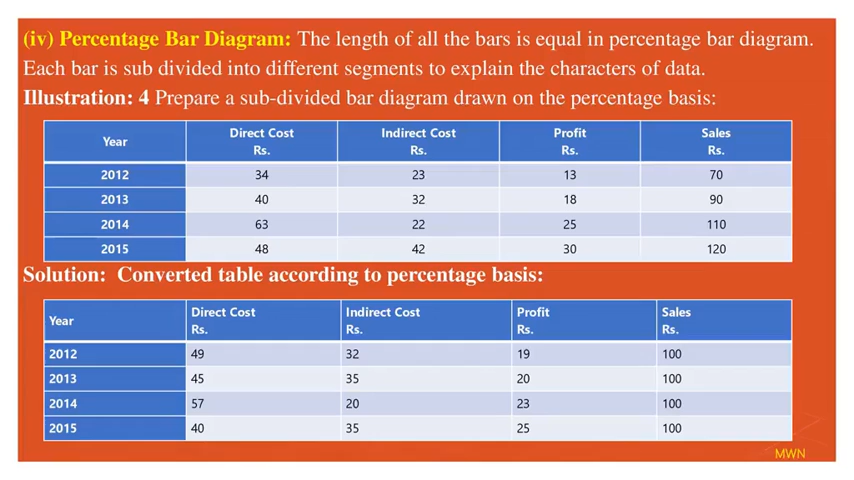 (iv) Percentage Bar Diagram: The length of all the bars is equal in percentage bar diagram.
Each bar is sub divided into different segments to explain the characters of data.
Illustration: 4 Prepare a sub-divided bar diagram drawn on the percentage basis:
Year Direct Cost Rs. Indirect Cost Rs. Profit Rs. Sales Rs.
2012 34 23 13 70
2013 40 32 18 90
2014 63 22 25 110
2015 48 42 30 120
Solution: Converted table according to percentage basis:
Year Direct Cost Rs. Indirect Cost Rs. Profit Rs. Sales Rs.
2012 49 32 19 100
2013 45 35 20 100
2014 57 20 23 100
2015 40 35 25 100
MWN